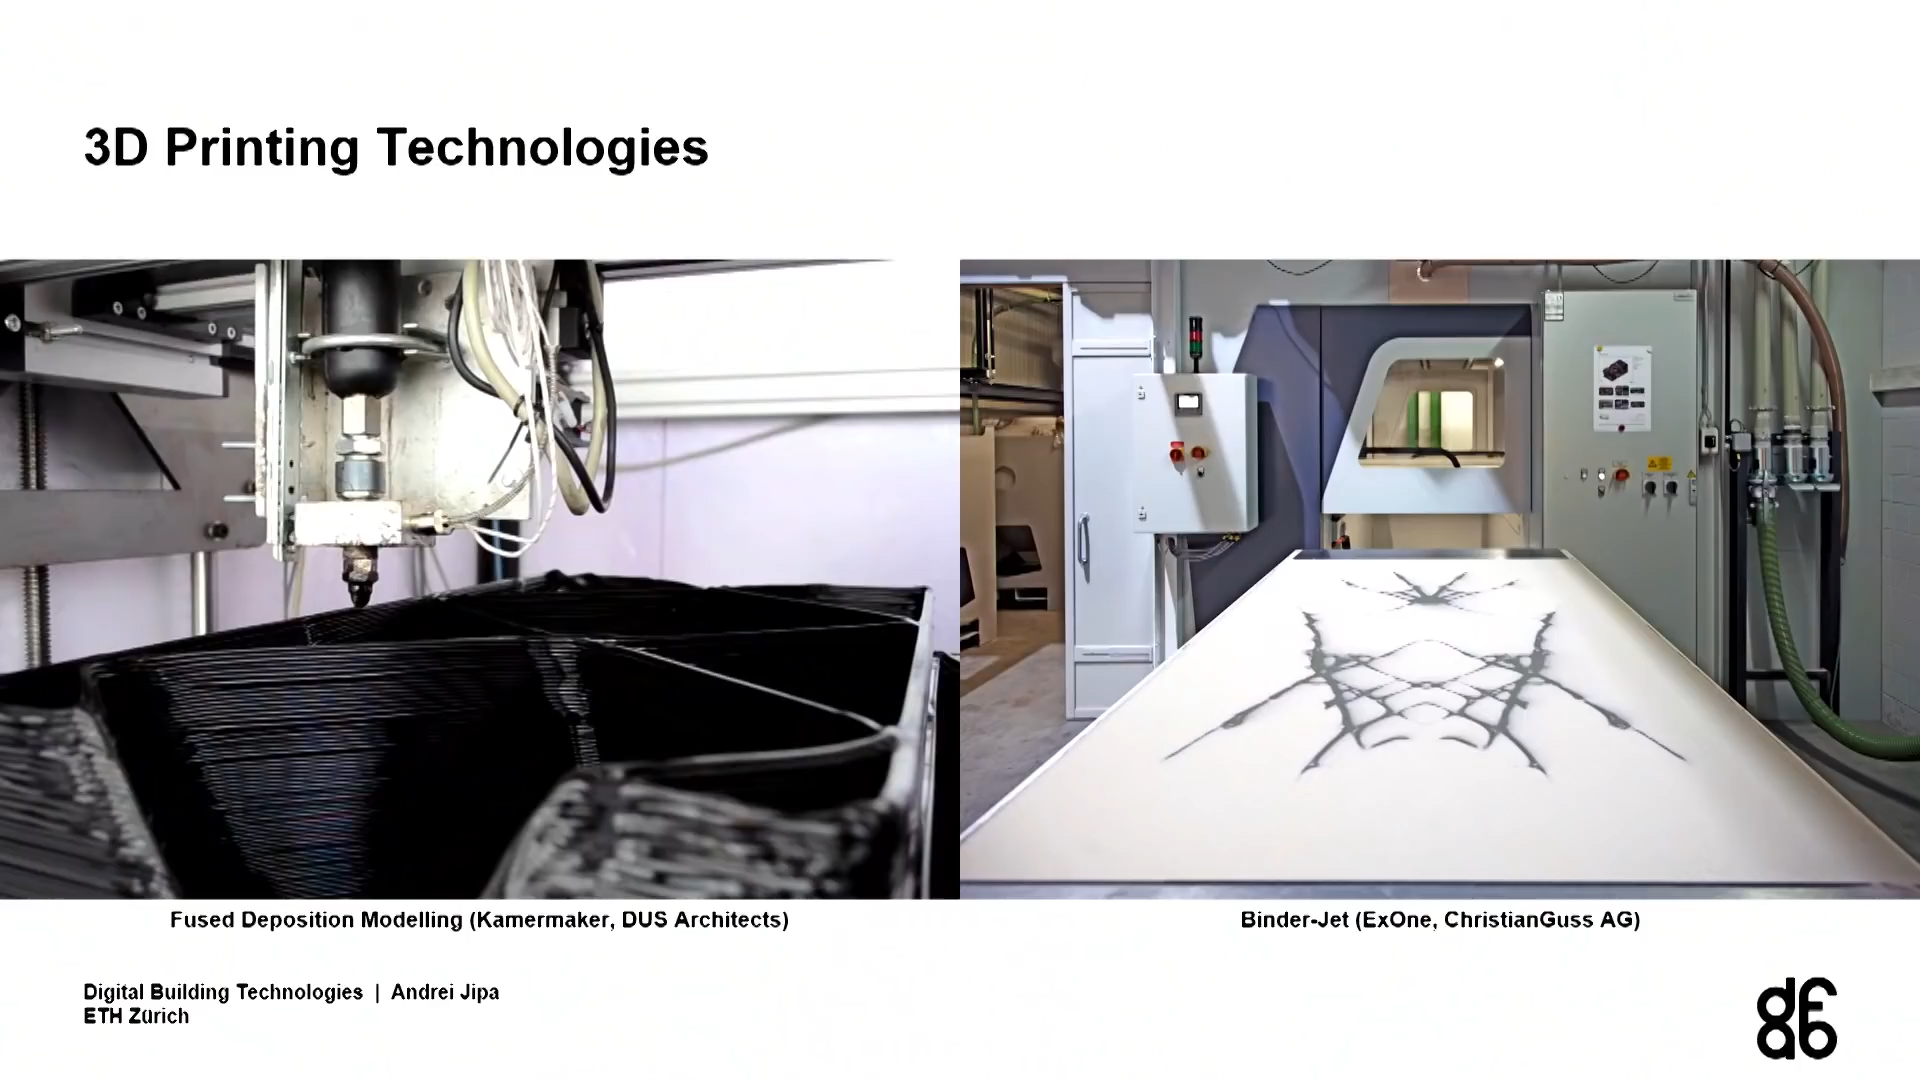 3D Printing Technologies
Fused Deposition Modelling (Kamermaker, DUS Architects)
Binder-Jet (ExOne, ChristianGuss AG)
Digital Building Technologies | Andrei Jipa
ETH Zürich
dfab